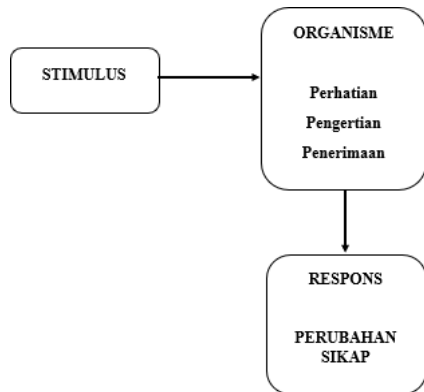 STIMULUS
ORGANISME
Perhatian
Pengertian
Penerimaan
RESPONS
PERUBAHAN
SIKAP